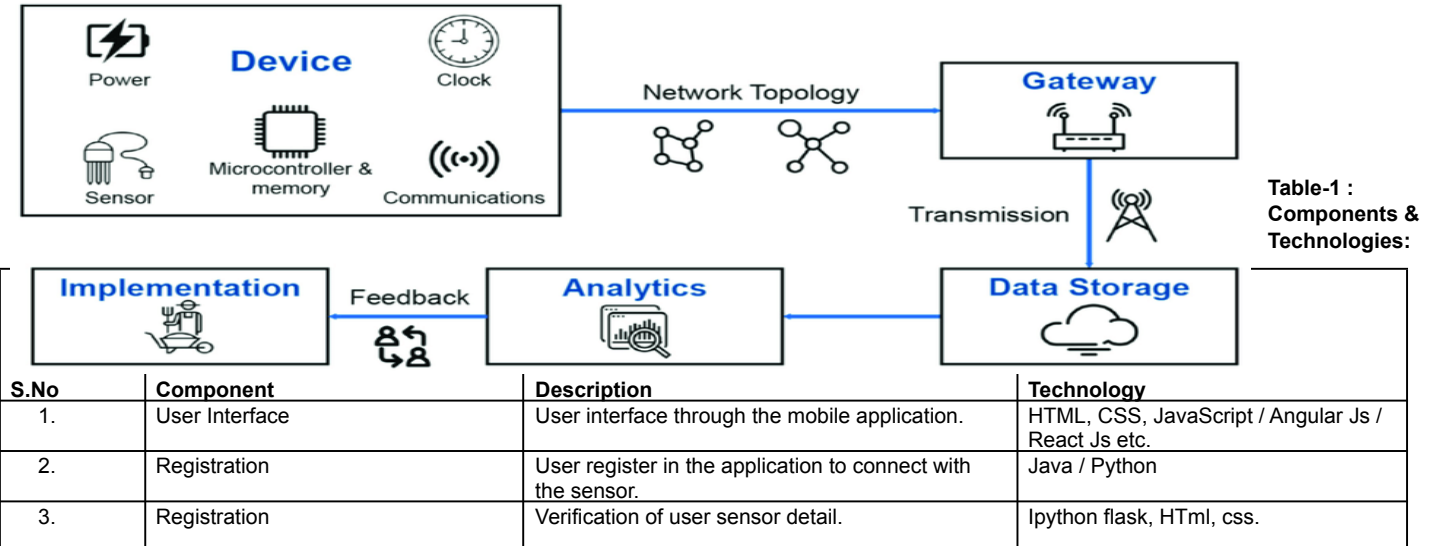 Device
Power
Clock
Sensor
Microcontroller &
memory
Communications
Network Topology
Gateway
Transmission
Table-1 :
Components &
Technologies:
Implementation
Feedback
Analytics
Data Storage
S.No Component Description Technology
1. User Interface User interface through the mobile application. HTML, CSS, JavaScript / Angular Js /
React Js etc.
2. Registration User register in the application to connect with Java / Python
the sensor.
3. Registration Verification of user sensor detail. Ipython flask, HTml, css.